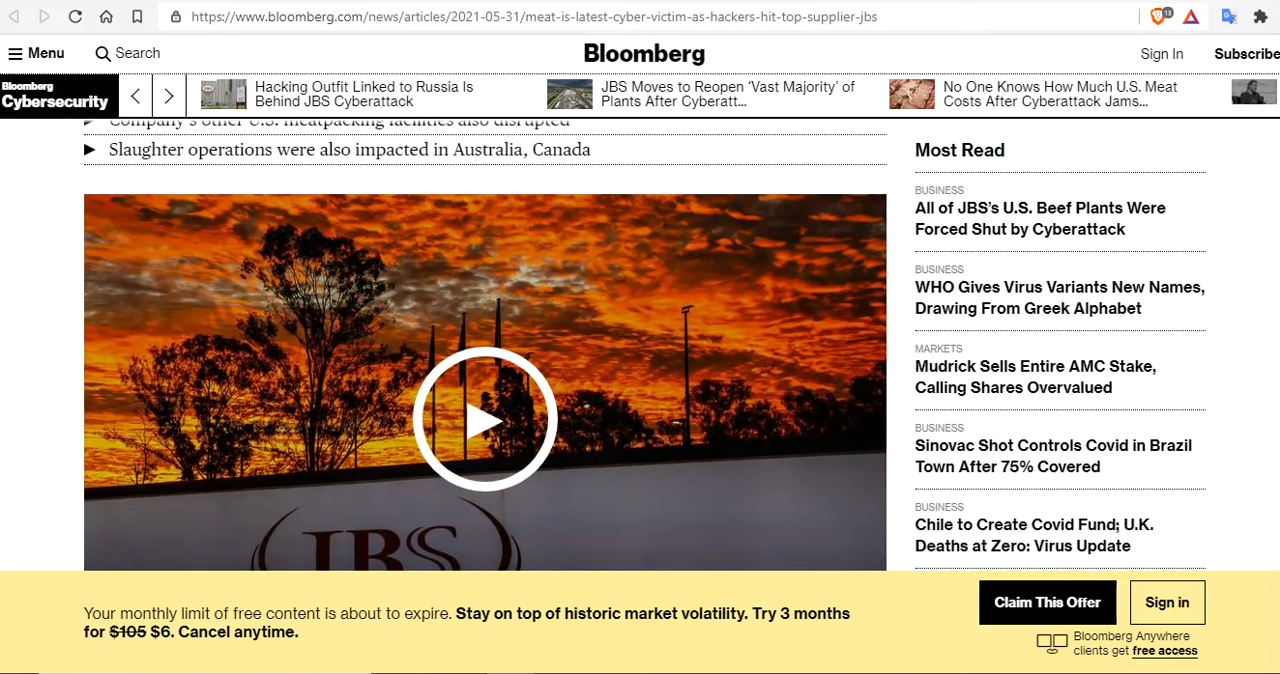 https://www.bloomberg.com/news/articles/2021-05-31/meat-is-latest-cyber-victim-as-hackers-hit-top-supplier-jbs
13
Menu
Search
Bloomberg
Sign In
Subscribe
Bloomberg
Cybersecurity
Hacking Outfit Linked to Russia Is
Behind JBS Cyberattack
JBS Moves to Reopen ‘Vast Majority’ of
Plants After Cyberatt...
No One Knows How Much U.S. Meat
Costs After Cyberattack Jams...
Company's other U.S. meatpacking facilities also disrupted
Slaughter operations were also impacted in Australia, Canada
JBS
Most Read
BUSINESS
All of JBS’s U.S. Beef Plants Were
Forced Shut by Cyberattack
BUSINESS
WHO Gives Virus Variants New Names,
Drawing From Greek Alphabet
MARKETS
Mudrick Sells Entire AMC Stake,
Calling Shares Overvalued
BUSINESS
Sinovac Shot Controls Covid in Brazil
Town After 75% Covered
BUSINESS
Chile to Create Covid Fund; U.K.
Deaths at Zero: Virus Update
Your monthly limit of free content is about to expire. Stay on top of historic market volatility. Try 3 months
for $105 $6. Cancel anytime.
Claim This Offer
Sign in
Bloomberg Anywhere
clients get free access